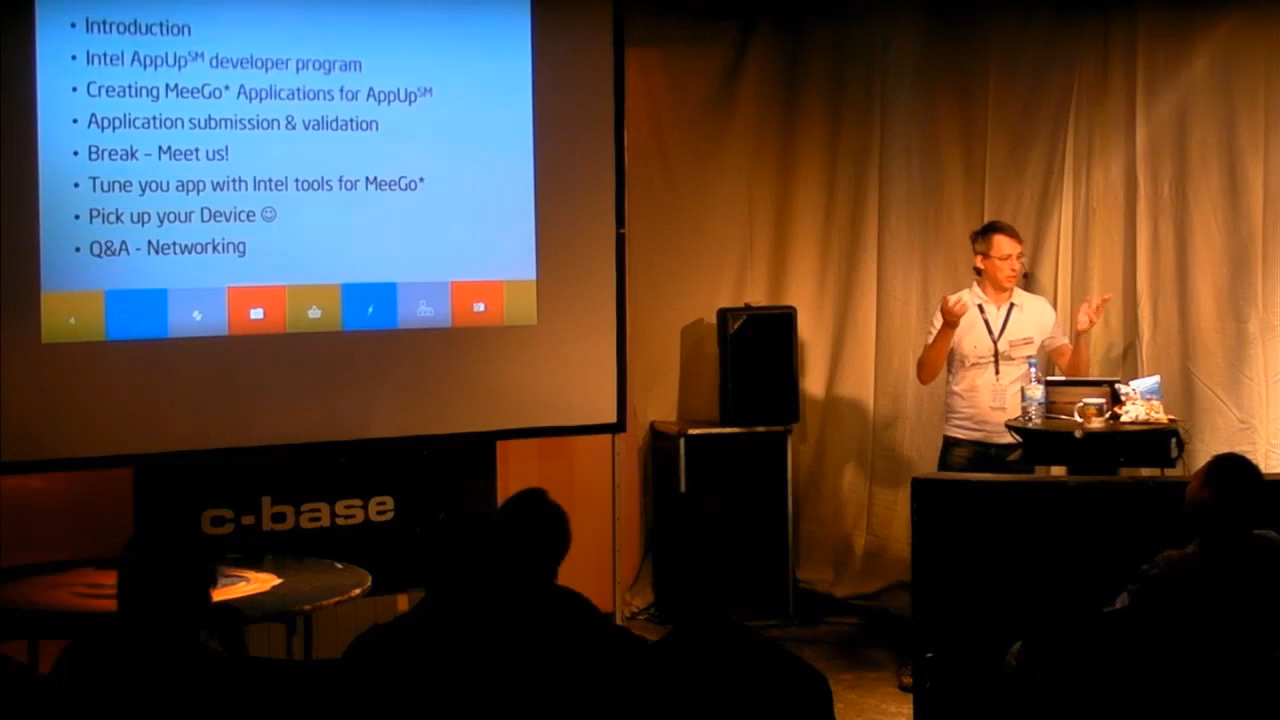 • Introduction
• Intel AppUp℠ developer program
• Creating MeeGo* Applications for AppUp℠
• Application submission & validation
• Break – Meet us!
• Tune you app with Intel tools for MeeGo*
• Pick up your Device ☺
• Q&A - Networking
4
c-base